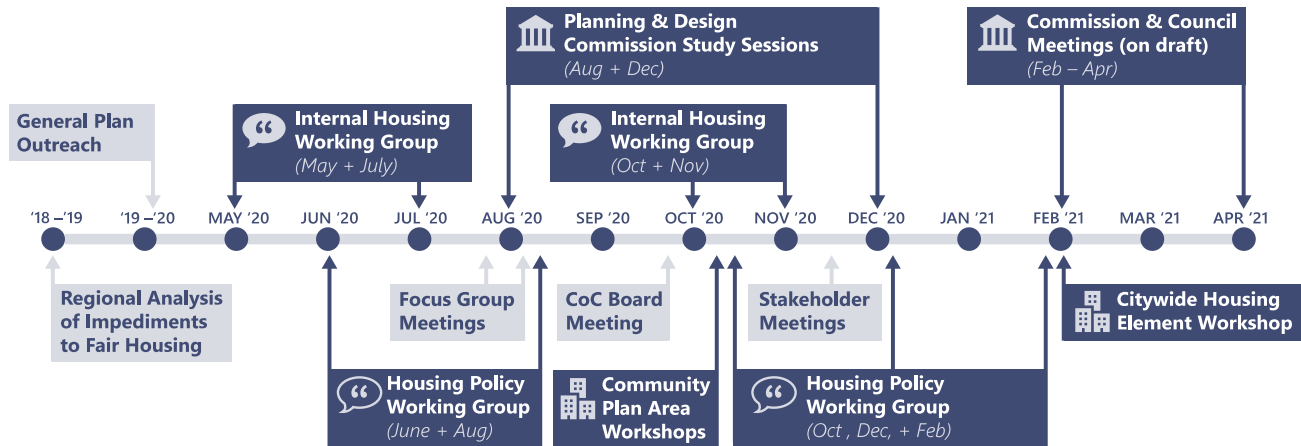 Planning & Design
Commission Study Sessions
(Aug + Dec)
Commission & Council
Meetings (on draft)
(Feb – Apr)
General Plan
Outreach
Internal Housing
Working Group
(May + July)
Internal Housing
Working Group
(Oct + Nov)
'18 –'19
'19 –'20
MAY '20
JUN '20
JUL '20
AUG '20
SEP '20
OCT '20
NOV '20
DEC '20
JAN '21
FEB '21
MAR '21
APR '21
Regional Analysis
of Impediments
to Fair Housing
Focus Group
Meetings
CoC Board
Meeting
Stakeholder
Meetings
Citywide Housing
Element Workshop
Housing Policy
Working Group
(June + Aug)
Community
Plan Area
Workshops
Housing Policy
Working Group
(Oct , Dec, + Feb)